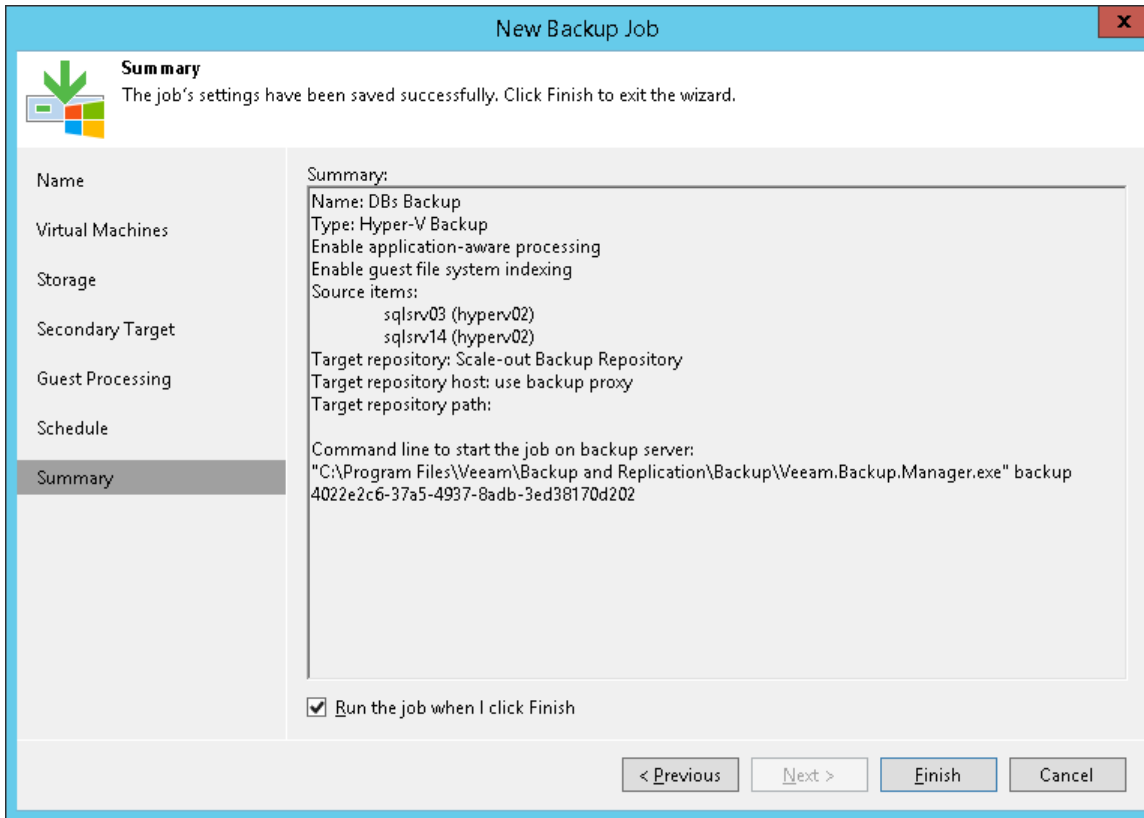 New Backup Job
x
Summary
The job's settings have been saved successfully. Click Finish to exit the wizard.
Name
Virtual Machines
Storage
Secondary Target
Guest Processing
Schedule
Summary
Summary:
Name: DBs Backup
Type: Hyper-V Backup
Enable application-aware processing
Enable guest file system indexing
Source items:
sqlsrv03 (hyperv02)
sqlsrv14 (hyperv02)
Target repository: Scale-out Backup Repository
Target repository host: use backup proxy
Target repository path:
Command line to start the job on backup server:
"C:\Program Files\Veeam\Backup and Replication\Backup\Veeam.Backup.Manager.exe" backup
4022e2c6-37a5-4937-8adb-3ed38170d202
Run the job when I click Finish
< Previous
Next >
Finish
Cancel